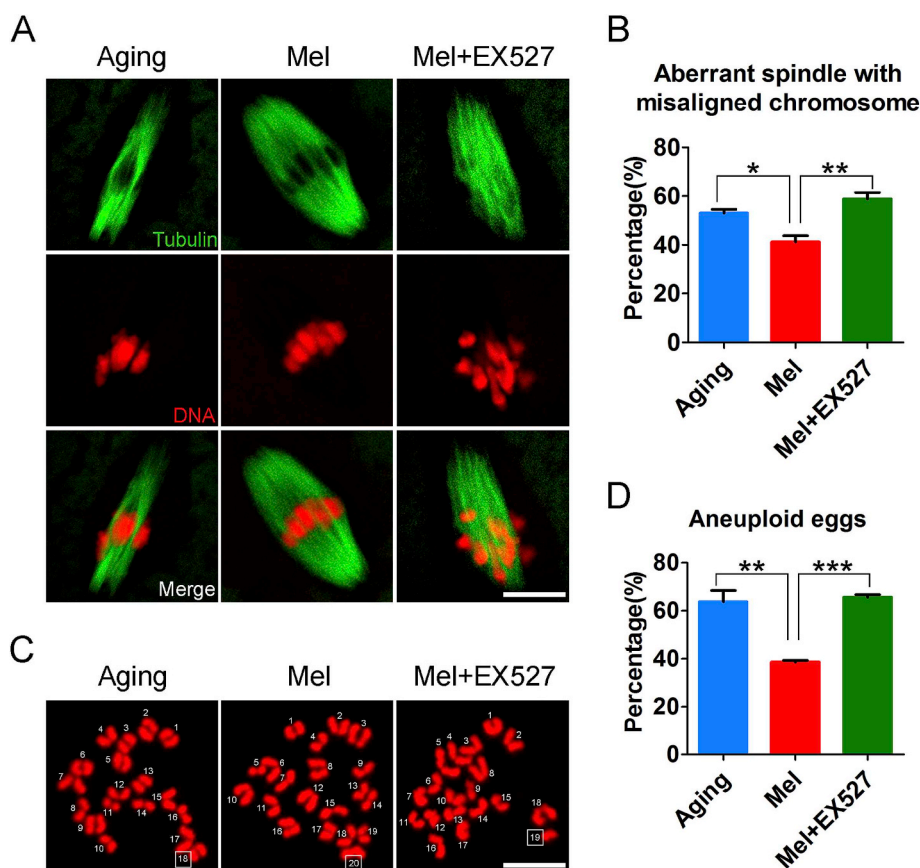 A
Aging Mel Mel+EX527
Tubulin
DNA
Merge
B
Aberrant spindle with
misaligned chromosome
Percentage(%)
80
60
40
20
0
* **
Aging Mel Mel+EX527
C
Aging Mel Mel+EX527
1 2 3 4 5 6 7 8 9 10 12 13 14 15 16 17 18
1 2 3 4 5 6 7 8 9 10 11 12 13 14 15 16 17 18 19 20
1 2 3 4 5 6 7 8 9 10 11 12 13 14 15 16 17 18 19
D
Aneuploid eggs
Percentage(%)
80
60
40
20
0
** ***
Aging Mel Mel+EX527